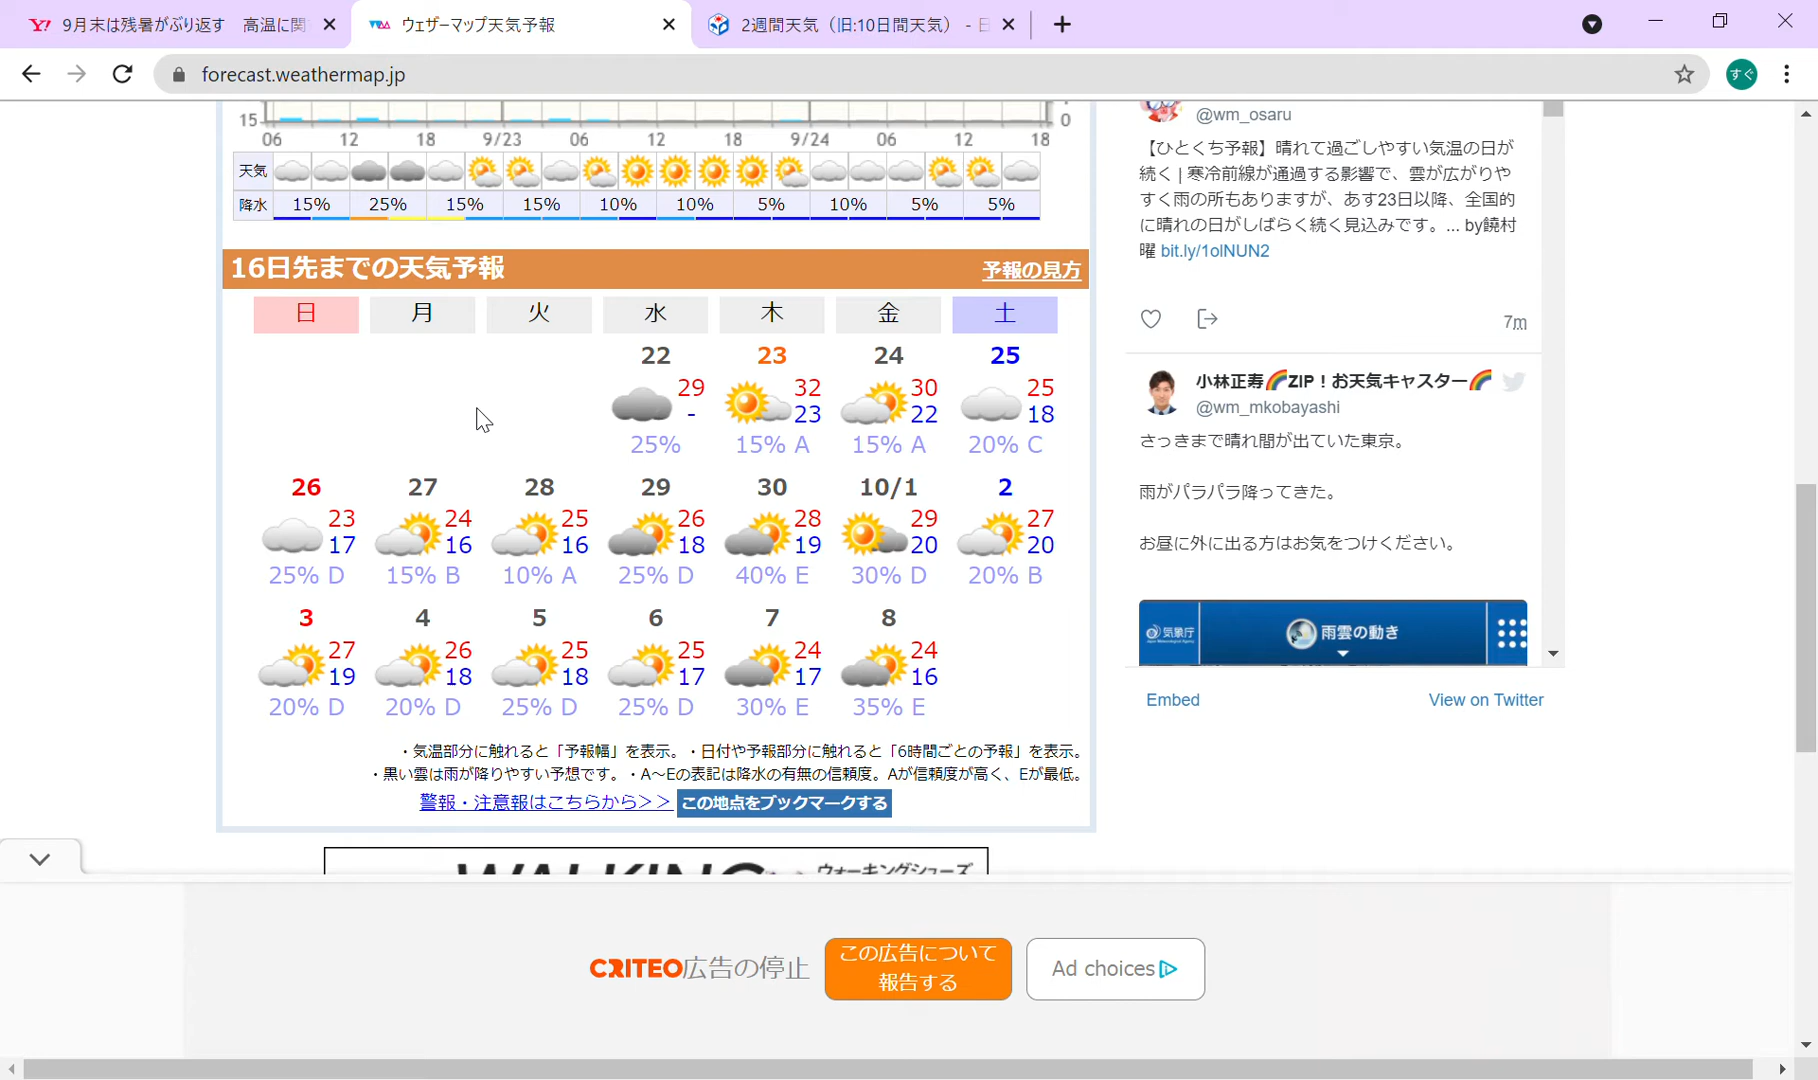 9月末は残暑がぶり返す 高温に関
ウェザーマップ天気予報
2週間天気（旧:10日間天気） - 日
forecast.weathermap.jp
すぐ
15 0
06 12 18 9/23 06 12 18 9/24 06 12 18
天気
降水 15% 25% 15% 15% 10% 10% 5% 10% 5% 5%
16日先までの天気予報 予報の見方
日 月 火 水 木 金 土
22 23 24 25
29 32 30 25
- 23 22 18
25% 15% A 15% A 20% C
26 27 28 29 30 10/1 2
23 24 25 26 28 29 27
17 16 16 18 19 20 20
25% D 15% B 10% A 25% D 40% E 30% D 20% B
3 4 5 6 7 8
27 26 25 25 24 24
19 18 18 17 17 16
20% D 20% D 25% D 25% D 30% E 35% E
・気温部分に触れると「予報幅」を表示。・日付や予報部分に触れると「6時間ごとの予報」を表示。
・黒い雲は雨が降りやすい予想です。・A～Eの表記は降水の有無の信頼度。Aが信頼度が高く、Eが最低。
警報・注意報はこちらから＞＞ この地点をブックマークする
@wm_osaru
【ひとくち予報】晴れて過ごしやすい気温の日が
続く | 寒冷前線が通過する影響で、雲が広がりや
すく雨の所もありますが、あす23日以降、全国的
に晴れの日がしばらく続く見込みです。... by饒村
曜 bit.ly/1olNUN2
7m
小林正寿🌈ZIP！お天気キャスター🌈
@wm_mkobayashi
さっきまで晴れ間が出ていた東京。
雨がパラパラ降ってきた。
お昼に外に出る方はお気をつけください。
気象庁 雨雲の動き
Embed View on Twitter
WALKING ウォーキングシューズ
CRITEO広告の停止
この広告について
報告する
Ad choices